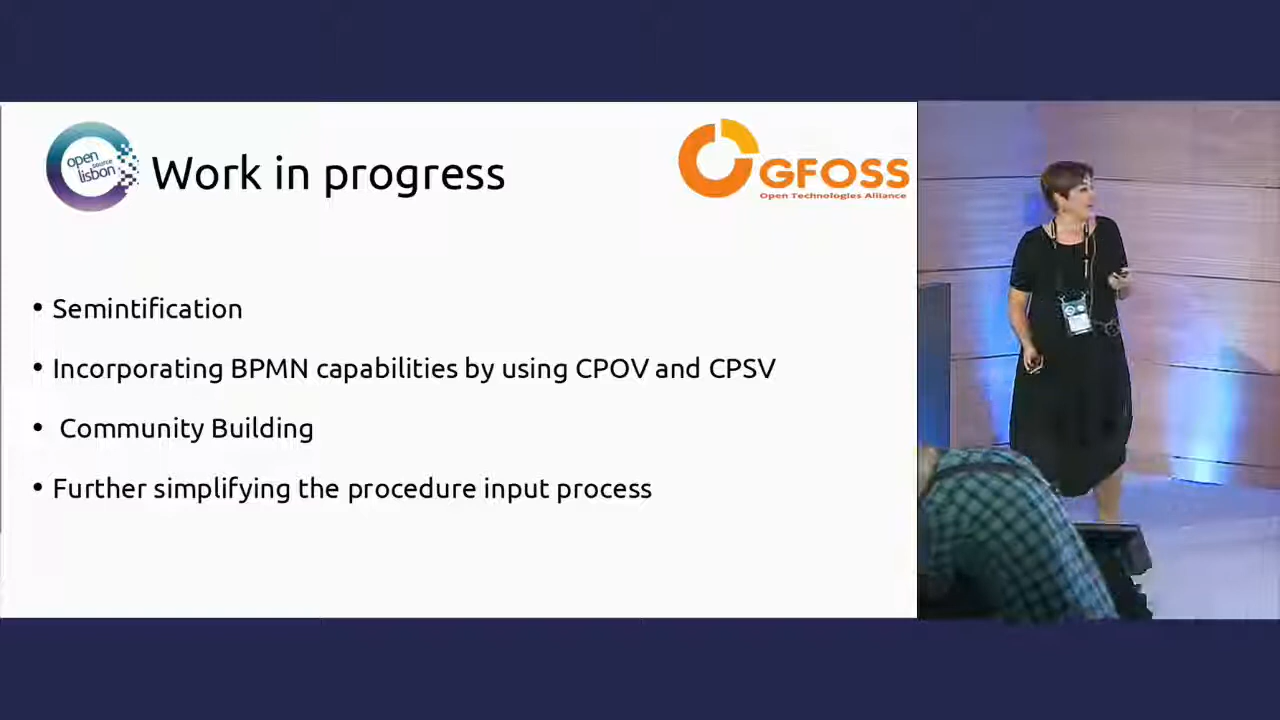 open
source
lisbon
Work in progress
GFOSS
Open Technologies Alliance
• Semintification
• Incorporating BPMN capabilities by using CPOV and CPSV
• Community Building
• Further simplifying the procedure input process